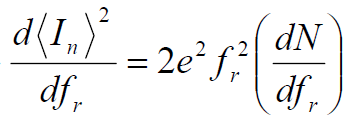 d⟨I_n⟩² / df_r = 2e² f_r² (dN / df_r)